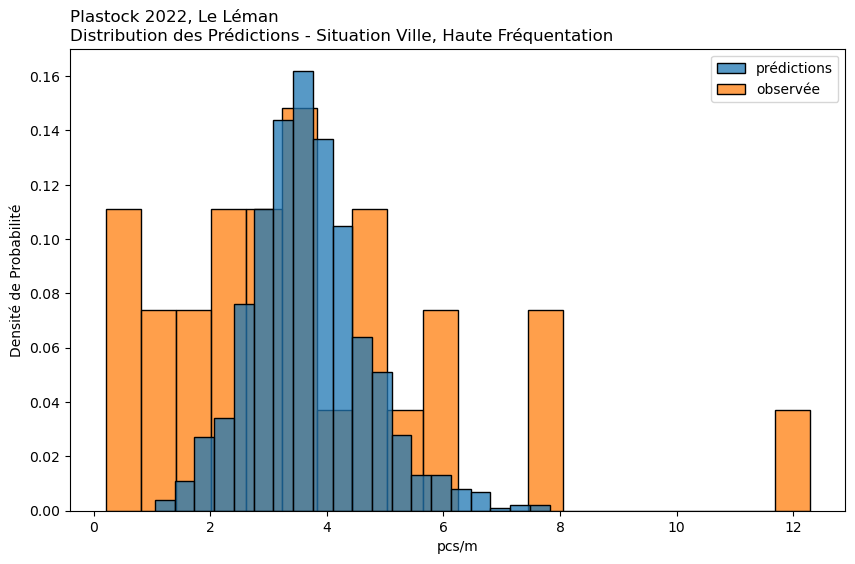 Plastock 2022, Le Léman
Distribution des Prédictions - Situation Ville, Haute Fréquentation
prédictions
observée
Densité de Probabilité
0.16
0.14
0.12
0.10
0.08
0.06
0.04
0.02
0.00
0 2 4 6 8 10 12
pcs/m